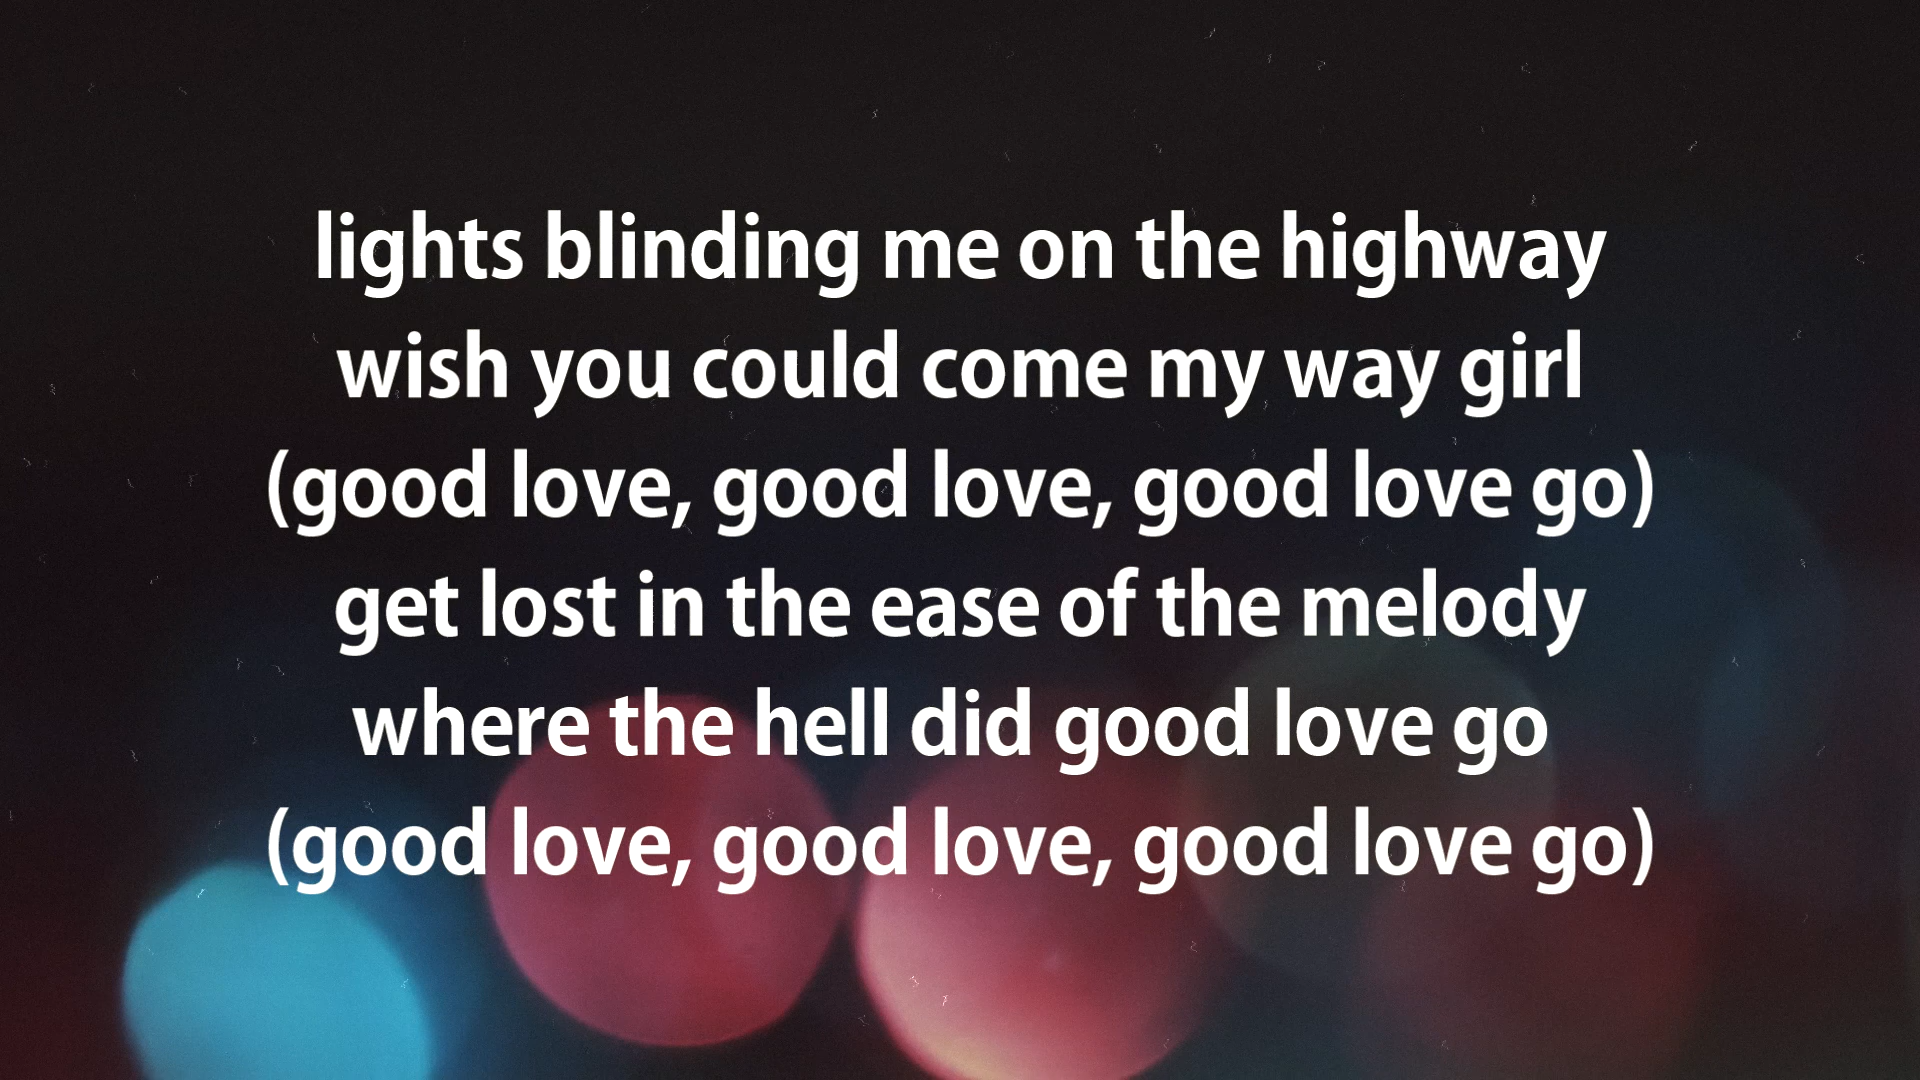 lights blinding me on the highway
wish you could come my way girl
(good love, good love, good love go)
get lost in the ease of the melody
where the hell did good love go
(good love, good love, good love go)